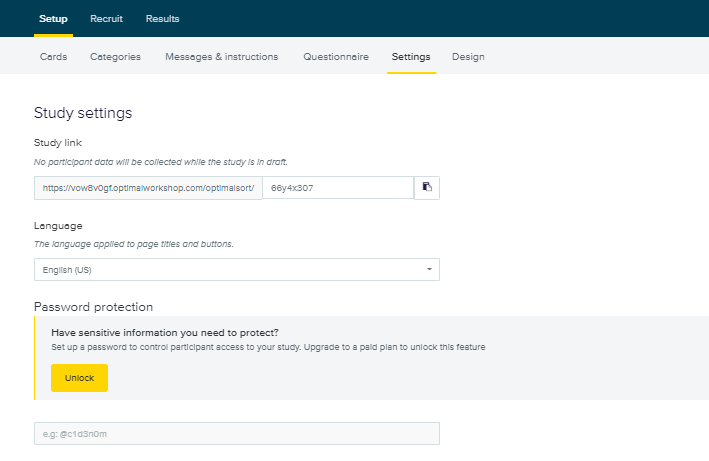 Setup Recruit Results
Cards Categories Messages & instructions Questionnaire Settings Design
Study settings
Study link
No participant data will be collected while the study is in draft.
https://vow8v0gf.optimalworkshop.com/optimalsort/ 66y4x307
Language
The language applied to page titles and buttons.
English (US)
Password protection
Have sensitive information you need to protect?
Set up a password to control participant access to your study. Upgrade to a paid plan to unlock this feature
Unlock
e.g: @c1d3n0m